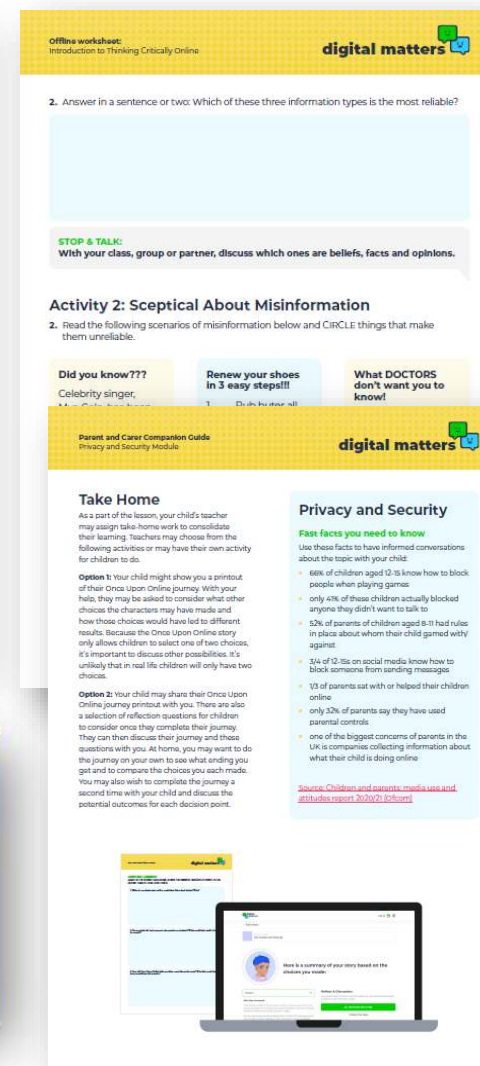 Offline worksheet:
Introduction to Thinking Critically Online
digital matters
2. Answer in a sentence or two: Which of these three information types is the most reliable?
STOP & TALK:
With your class, group or partner, discuss which ones are beliefs, facts and opinions.
Activity 2: Sceptical About Misinformation
2. Read the following scenarios of misinformation below and CIRCLE things that make
them unreliable.
Did you know???
Celebrity singer,
Renew your shoes
in 3 easy steps!!!
1. Rub
all
What DOCTORS
don't want you to
know!
Parent and Carer Companion Guide
Privacy and Security Module
digital matters
Take Home
As a part of the lesson, your child's teacher
may assign take-home work to consolidate
their learning. Teachers may choose from the
following activities or may have their own activity
for children to do.
Option 1: Your child might show you a printout
of their Once Upon Online journey. With your
help, they may be asked to consider what other
choices the characters may have made and
how those choices would have led to different
results. Because the Once Upon Online story
only allows children to select one of two choices,
it's important to discuss other possibilities. It's
unlikely that in real life children will only have two
choices.
Option 2: Your child may share their Once Upon
Online journey printout with you. There are also
a selection of reflection questions for children
to consider once they complete their journey.
They can then discuss their journey and these
questions with you. At home, you may want to do
the journey on your own to see what ending you
get and to compare the choices you each made.
You may also wish to complete the journey a
second time with your child and discuss the
potential outcomes for each decision point.
Privacy and Security
Fast facts you need to know
Use these facts to have informed conversations
about the topic with your child:
66% of children aged 12-15 know how to block
people when playing games
only 41% of these children actually blocked
anyone they didn't want to talk to
52% of parents of children aged 8-11 had rules
in place about whom their child gamed with/
against
3/4 of 12-15s on social media know how to
block someone from sending messages
1/3 of parents sat with or helped their children
online
only 32% of parents say they have used
parental controls
one of the biggest concerns of parents in the
UK is companies collecting information about
what their child is doing online
Source: Children and parents: media use and
attitudes report 2020/21 (Ofcom)
digital matters
Here is a summary of your story based on the
choices you made: